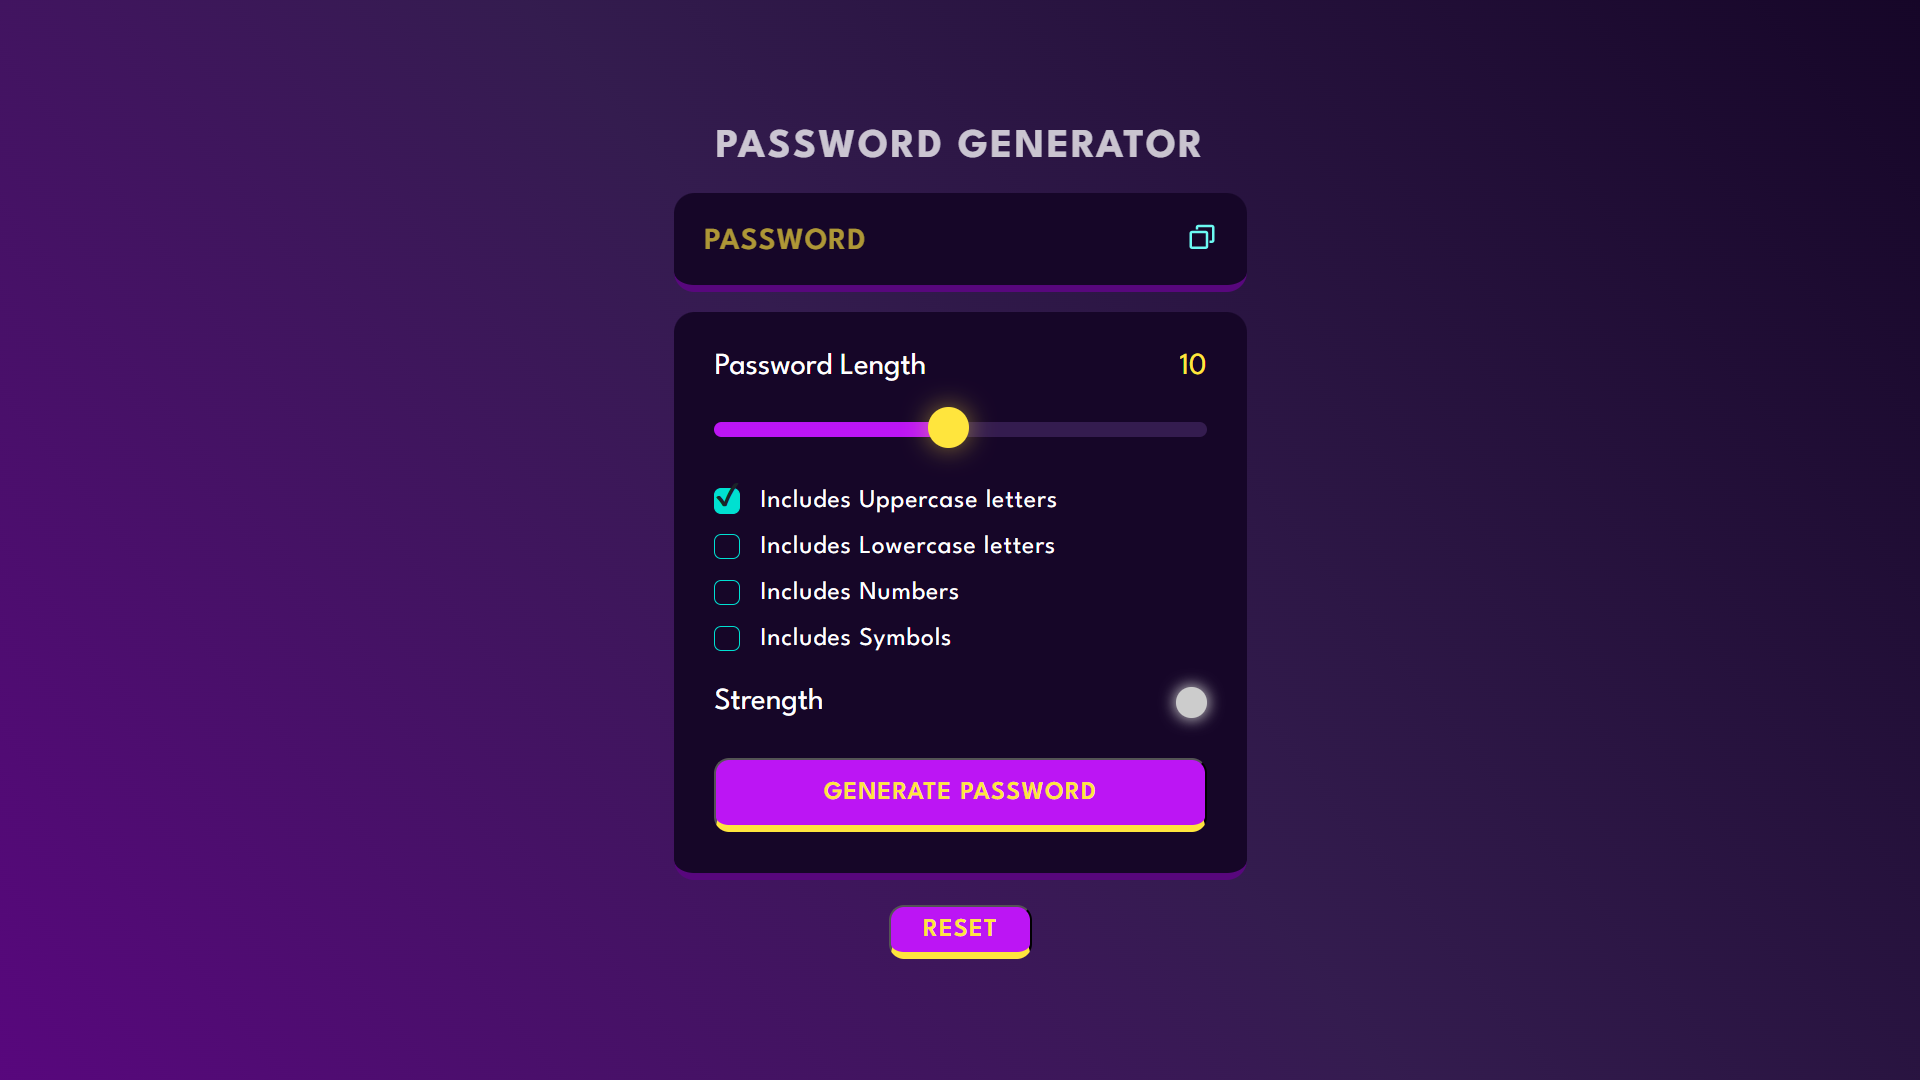 PASSWORD GENERATOR
PASSWORD
Password Length 10
Includes Uppercase letters
Includes Lowercase letters
Includes Numbers
Includes Symbols
Strength
GENERATE PASSWORD
RESET